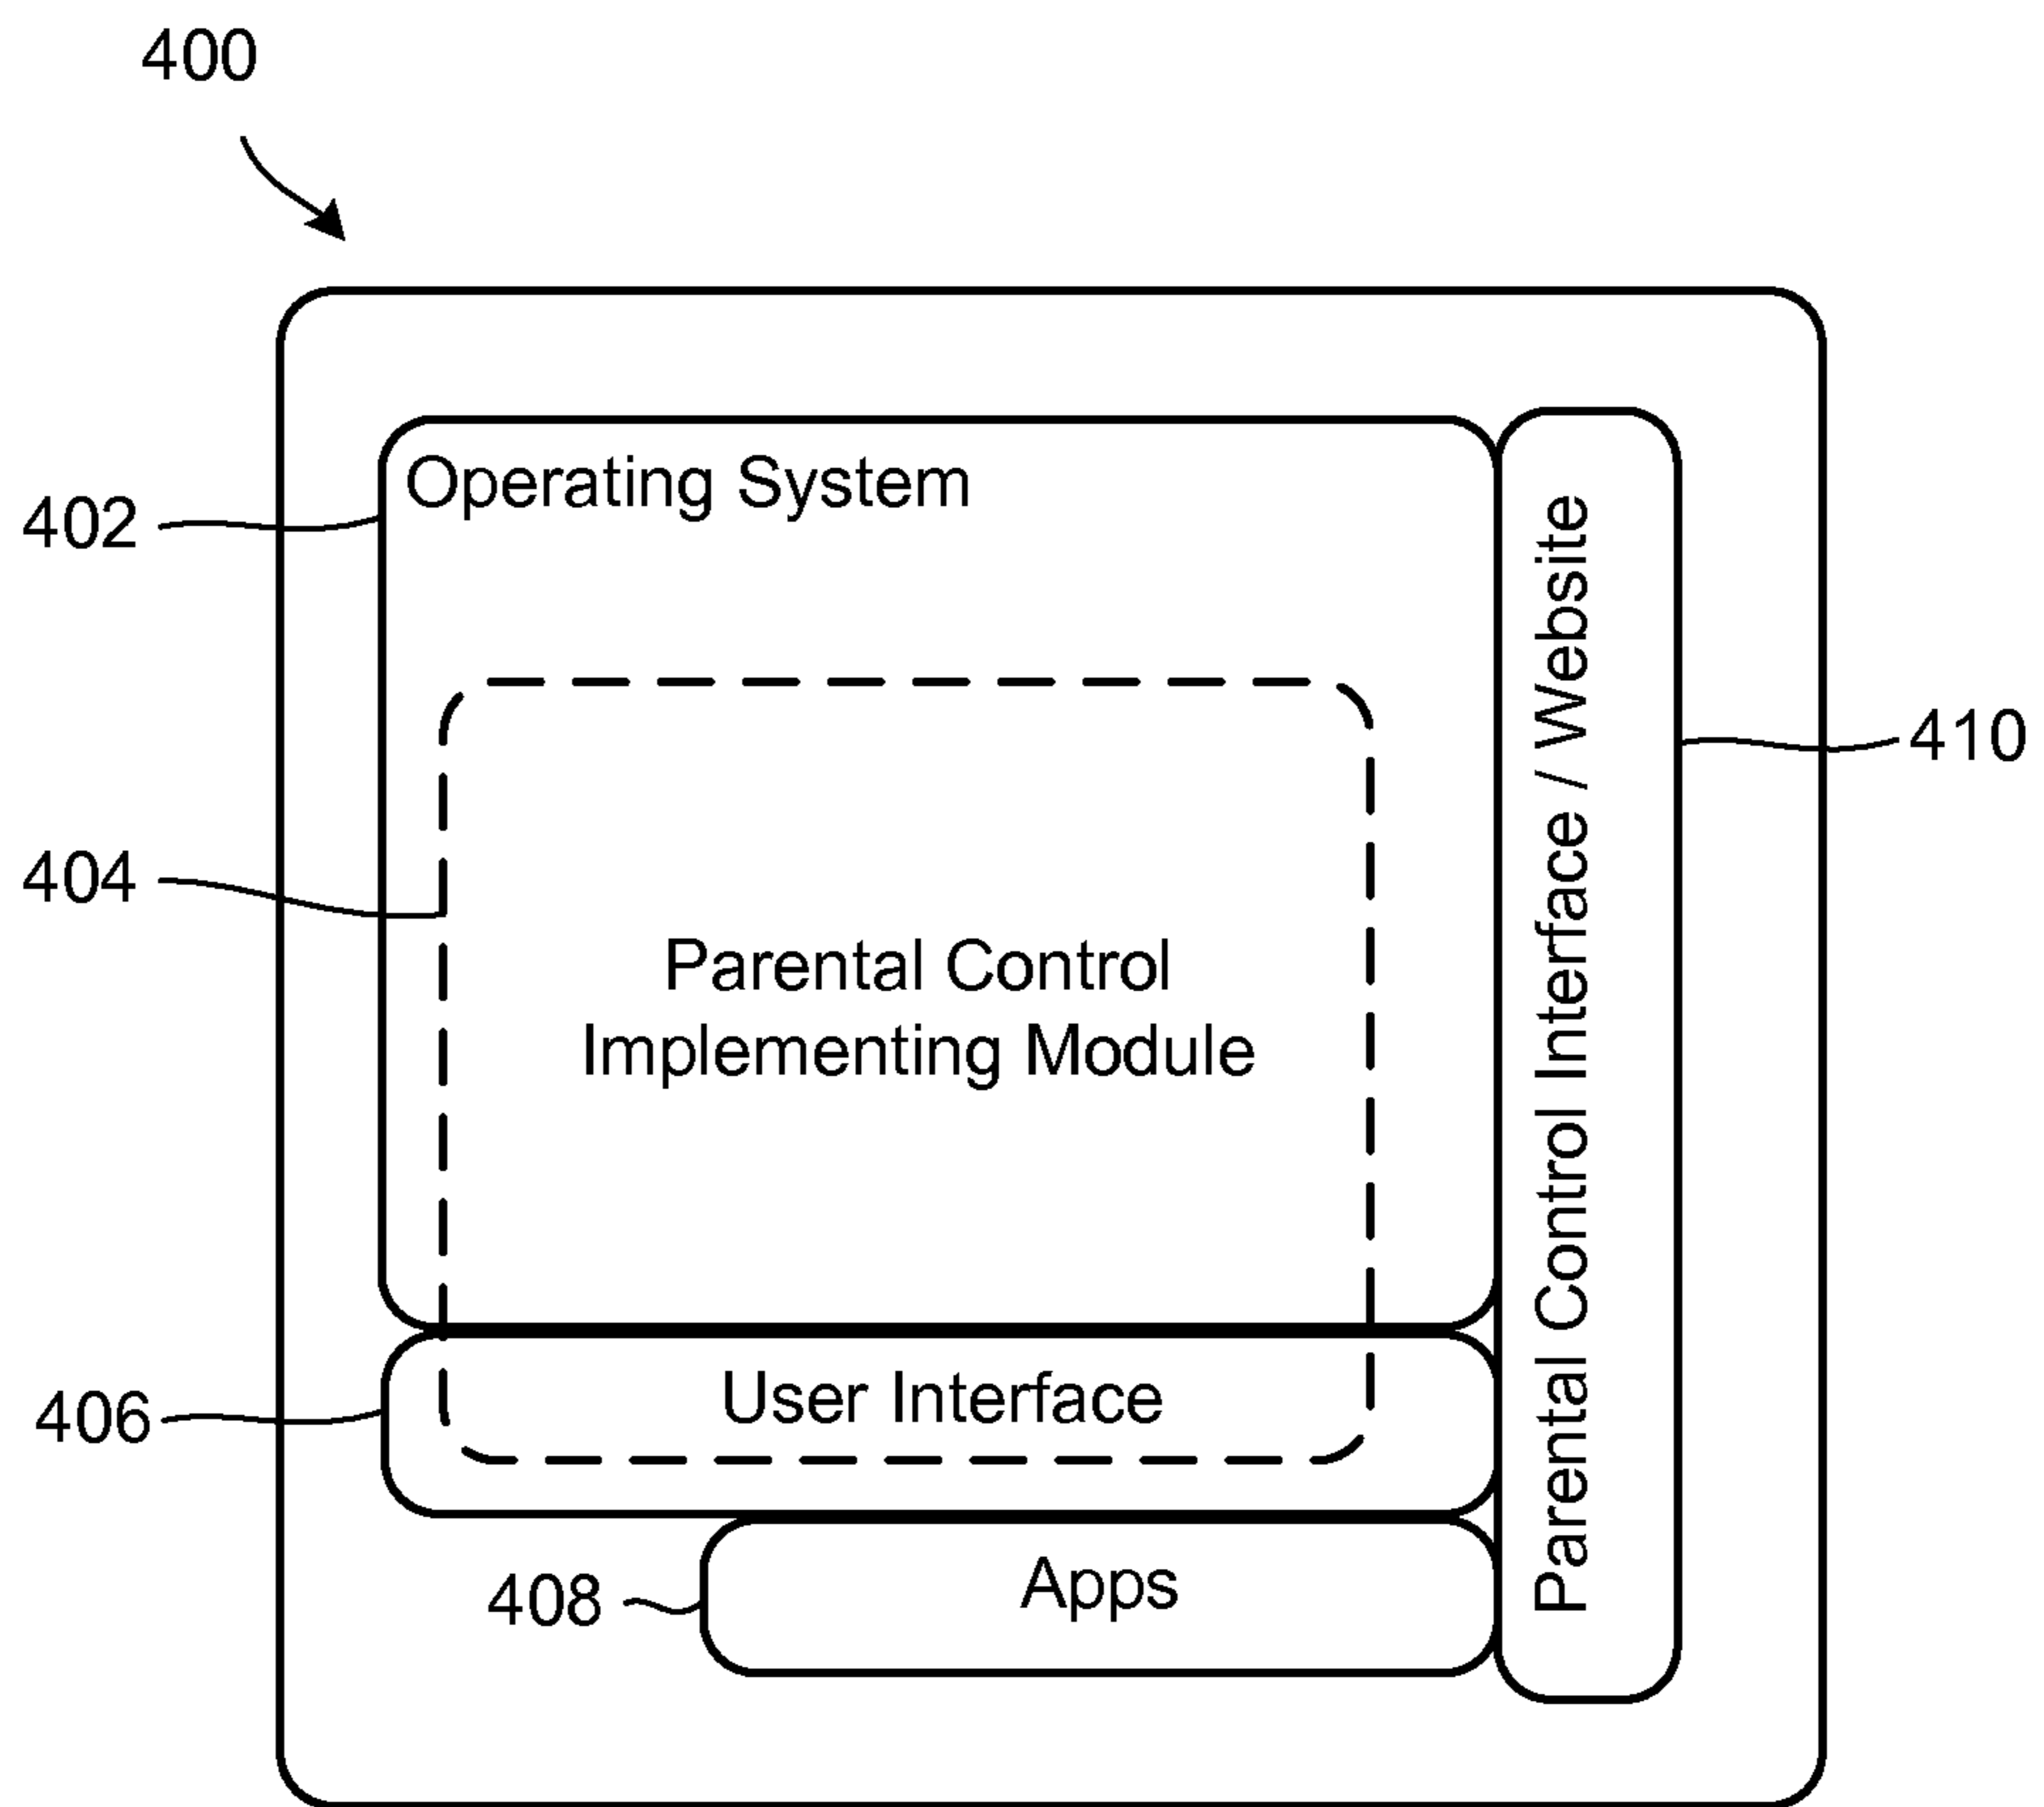 400
Operating System
402
Parental Control Interface / Website
410
404
Parental Control
Implementing Module
User Interface
406
Apps
408